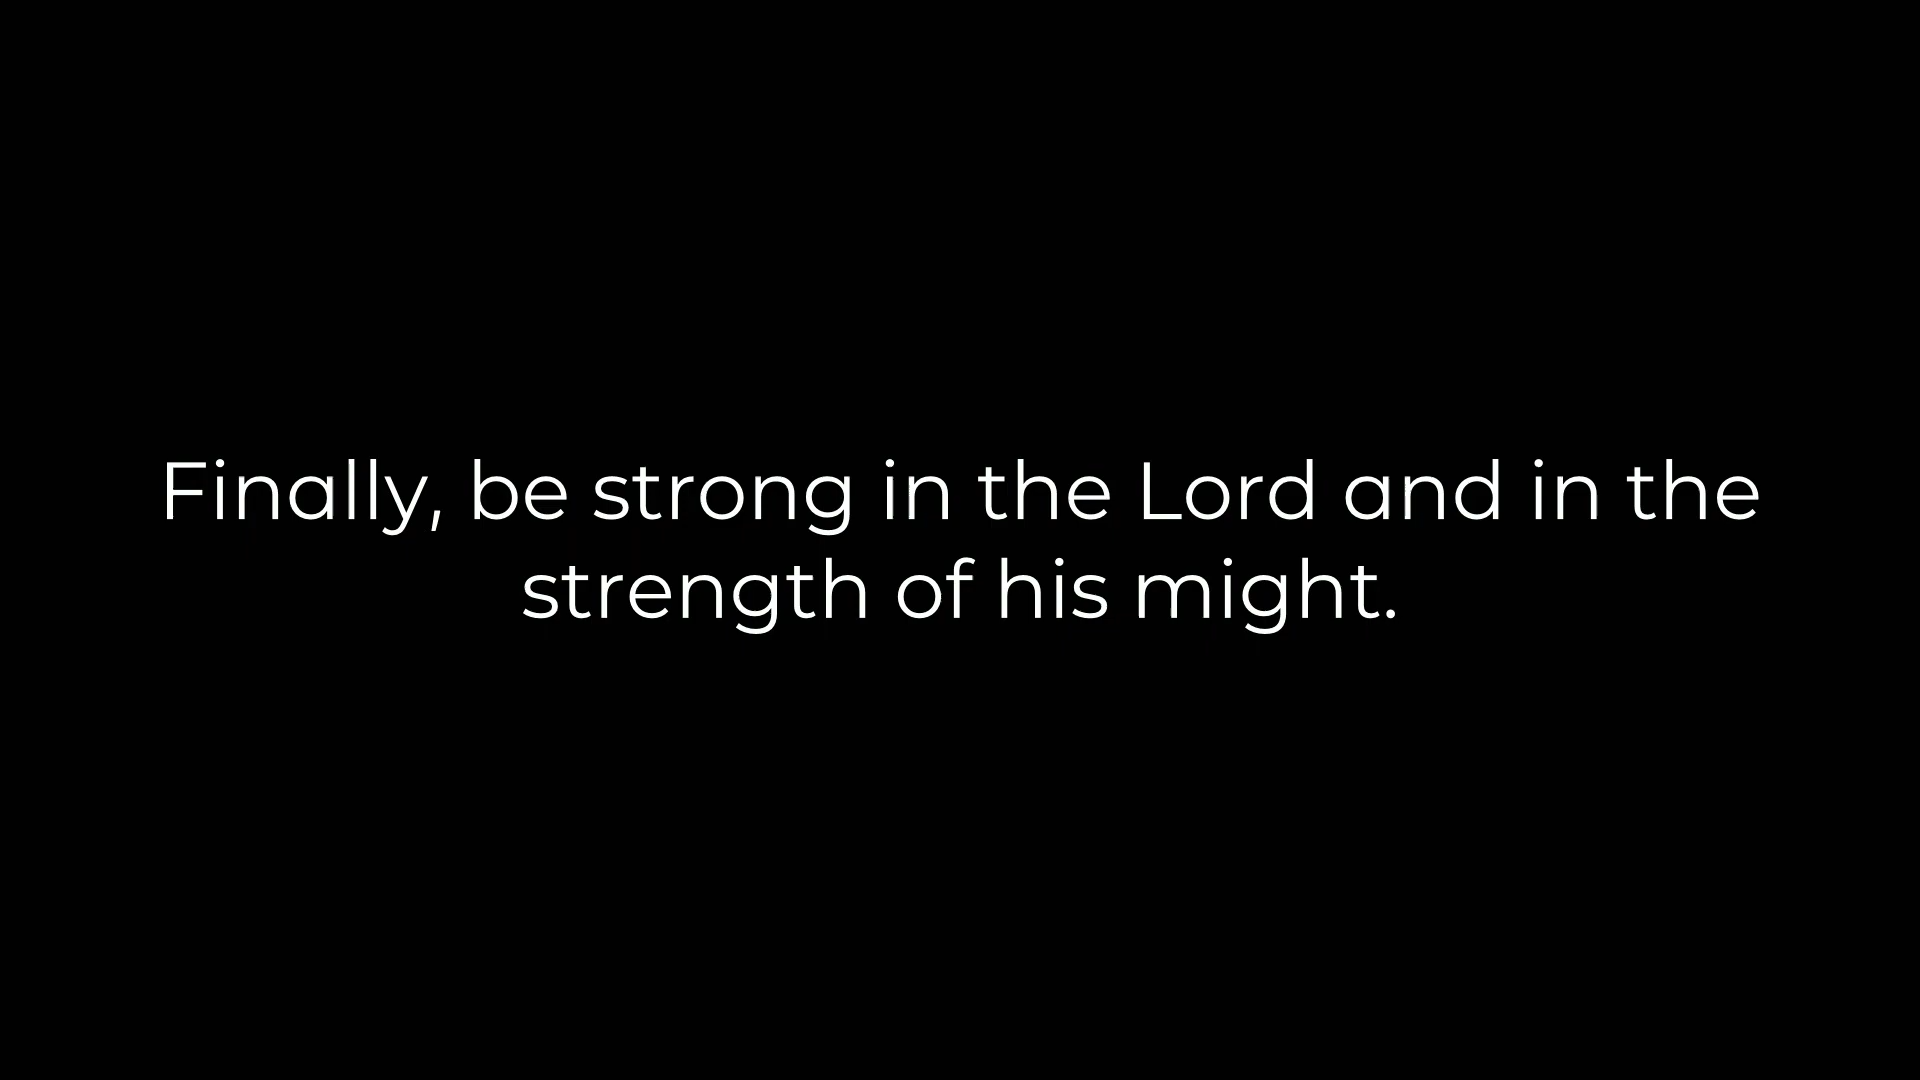 Finally, be strong in the Lord and in the
strength of his might.